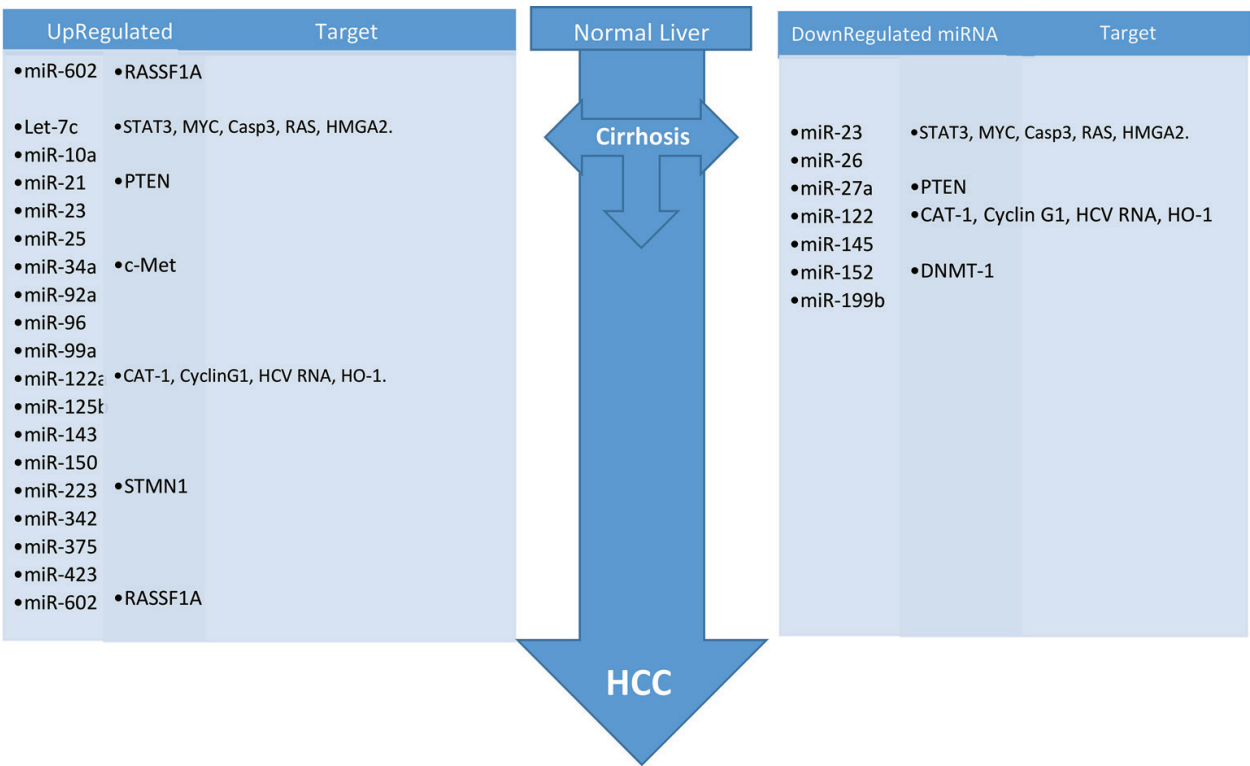 UpRegulated Target
•miR-602 •RASSF1A
•Let-7c •STAT3, MYC, Casp3, RAS, HMGA2.
•miR-10a
•miR-21 •PTEN
•miR-23
•miR-25
•miR-34a •c-Met
•miR-92a
•miR-96
•miR-99a
•miR-122a •CAT-1, CyclinG1, HCV RNA, HO-1.
•miR-125b
•miR-143
•miR-150
•miR-223 •STMN1
•miR-342
•miR-375
•miR-423
•miR-602 •RASSF1A
Normal Liver
Cirrhosis
HCC
DownRegulated miRNA Target
•miR-23 •STAT3, MYC, Casp3, RAS, HMGA2.
•miR-26
•miR-27a •PTEN
•miR-122 •CAT-1, Cyclin G1, HCV RNA, HO-1
•miR-145
•miR-152 •DNMT-1
•miR-199b